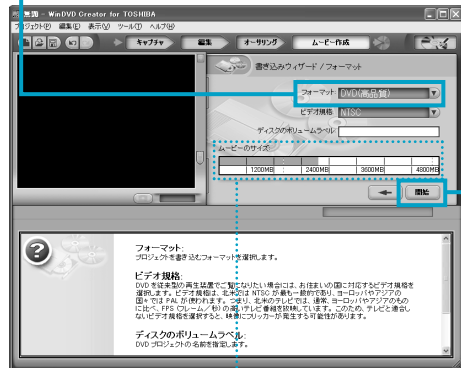 無題 - WinDVD Creator for TOSHIBA
プロジェクト(P) 編集(E) 表示(V) ツール(T) ヘルプ(H)
キャプチャ 編集 オーサリング ムービー作成
書き込みウィザード / フォーマット
フォーマット: DVD(高品質)
ビデオ規格: NTSC
ディスクのボリュームラベル:
ムービーのサイズ:
1200MB 2400MB 3600MB 4800MB
開始
フォーマット:
プロジェクトを書き込むフォーマットを選択します。
ビデオ規格:
DVD を従来型の再生装置でご覧になりたい場合には、お住まいの国に対応するビデオ規格を
選択します。ビデオ規格は、北米では NTSC が最も一般的であり、ヨーロッパやアジアの
国々では PAL が使われます。つまり、北米のテレビでは、通常、ヨーロッパやアジアのもの
に比べ、FPS (フレーム/秒) の高いテレビ番組を放映しています。このため、テレビと適合し
ないビデオ規格を選択すると、映像にフリッカーが発生する可能性があります。
ディスクのボリュームラベル:
DVD プロジェクトの名前を指定します。